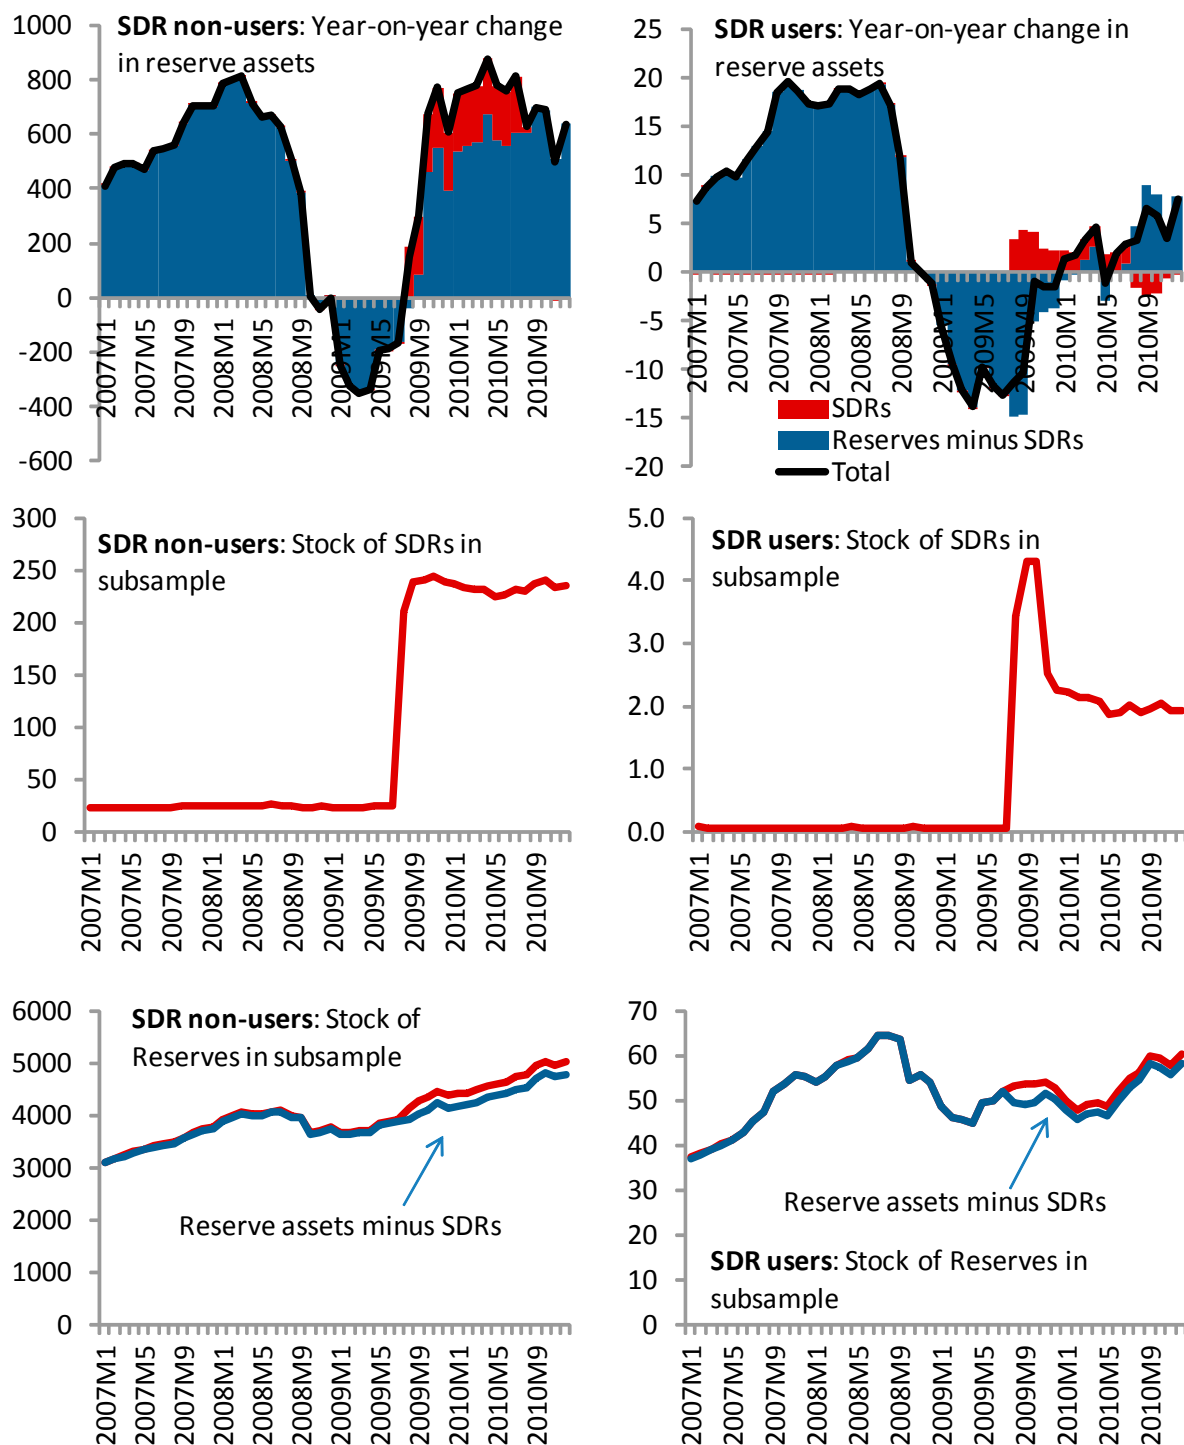 SDR non-users: Year-on-year change
in reserve assets
1000
800
600
400
200
0
-200
-400
-600
2007M1
2007M5
2007M9
2008M1
2008M5
2008M9
2009M1
2009M5
2009M9
2010M1
2010M5
2010M9
SDR users: Year-on-year change in
reserve assets
25
20
15
10
5
0
-5
-10
-15
-20
2007M1
2007M5
2007M9
2008M1
2008M5
2008M9
2009M1
2009M5
2009M9
2010M1
2010M5
2010M9
SDRs
Reserves minus SDRs
Total
SDR non-users: Stock of SDRs in
subsample
300
250
200
150
100
50
0
2007M1
2007M5
2007M9
2008M1
2008M5
2008M9
2009M1
2009M5
2009M9
2010M1
2010M5
2010M9
SDR users: Stock of SDRs in
subsample
5.0
4.0
3.0
2.0
1.0
0.0
2007M1
2007M5
2007M9
2008M1
2008M5
2008M9
2009M1
2009M5
2009M9
2010M1
2010M5
2010M9
SDR non-users: Stock of
Reserves in subsample
6000
5000
4000
3000
2000
1000
0
Reserve assets minus SDRs
2007M1
2007M5
2007M9
2008M1
2008M5
2008M9
2009M1
2009M5
2009M9
2010M1
2010M5
2010M9
70
60
50
40
30
20
10
0
Reserve assets minus SDRs
SDR users: Stock of Reserves in
subsample
2007M1
2007M5
2007M9
2008M1
2008M5
2008M9
2009M1
2009M5
2009M9
2010M1
2010M5
2010M9